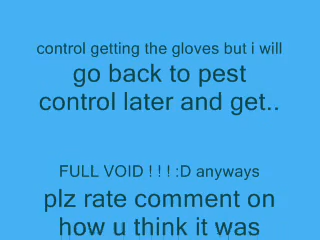 control getting the gloves but i will
go back to pest
control later and get..
FULL VOID ! ! ! :D anyways
plz rate comment on
how u think it was